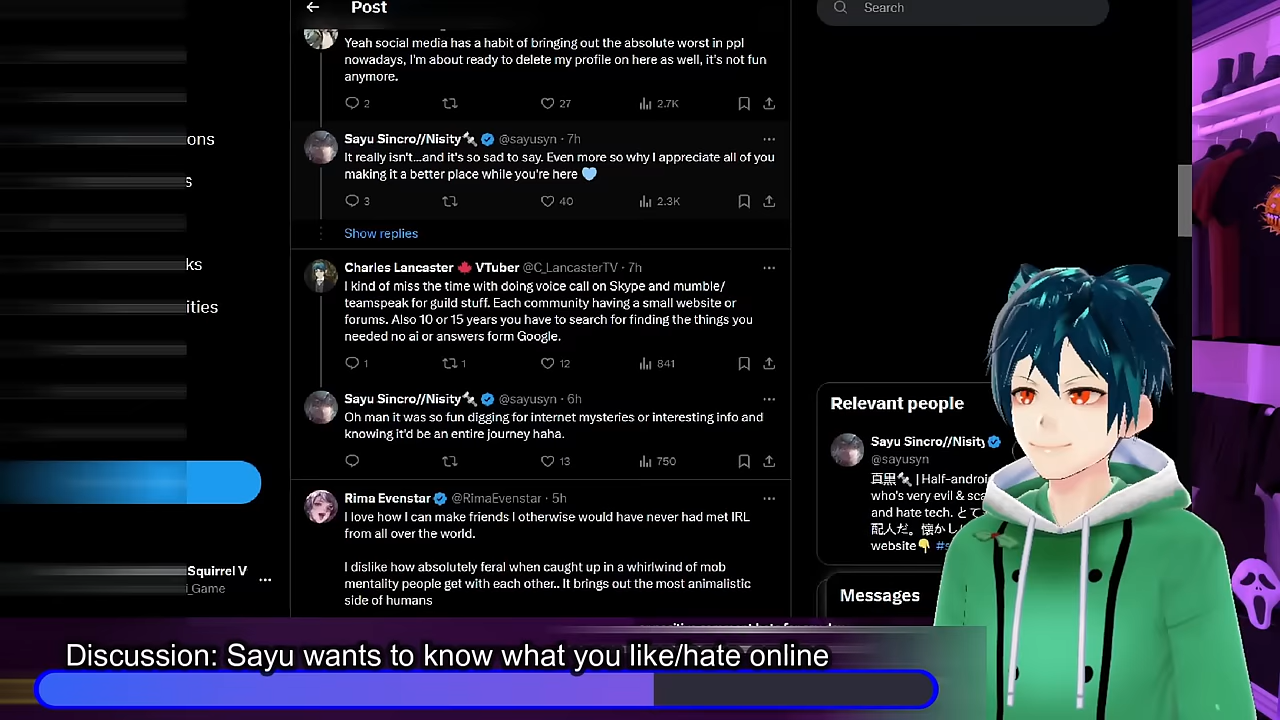 Post
Search
Yeah social media has a habit of bringing out the absolute worst in ppl
nowadays, I'm about ready to delete my profile on here as well, it's not fun
anymore.
2
27
2.7K
ons
Sayu Sincro//Nisity @sayusyn · 7h
It really isn't...and it's so sad to say. Even more so why I appreciate all of you
making it a better place while you're here 🩵
s
3
40
2.3K
Show replies
ks
Charles Lancaster 🍁 VTuber @C_LancasterTV · 7h
I kind of miss the time with doing voice call on Skype and mumble/
teamspeak for guild stuff. Each community having a small website or
forums. Also 10 or 15 years you have to search for finding the things you
needed no ai or answers form Google.
ities
1
1
12
841
Sayu Sincro//Nisity @sayusyn · 6h
Oh man it was so fun digging for internet mysteries or interesting info and
knowing it'd be an entire journey haha.
13
750
Relevant people
Sayu Sincro//Nisity
@sayusyn
真黒 | Half-androi
who's very evil & sca
and hate tech. とて
配人だ。懐かし
website👇 #s
Rima Evenstar @RimaEvenstar · 5h
I love how I can make friends I otherwise would have never had met IRL
from all over the world.
I dislike how absolutely feral when caught up in a whirlwind of mob
mentality people get with each other.. It brings out the most animalistic
side of humans
Squirrel V
i_Game
Messages
Discussion: Sayu wants to know what you like/hate online